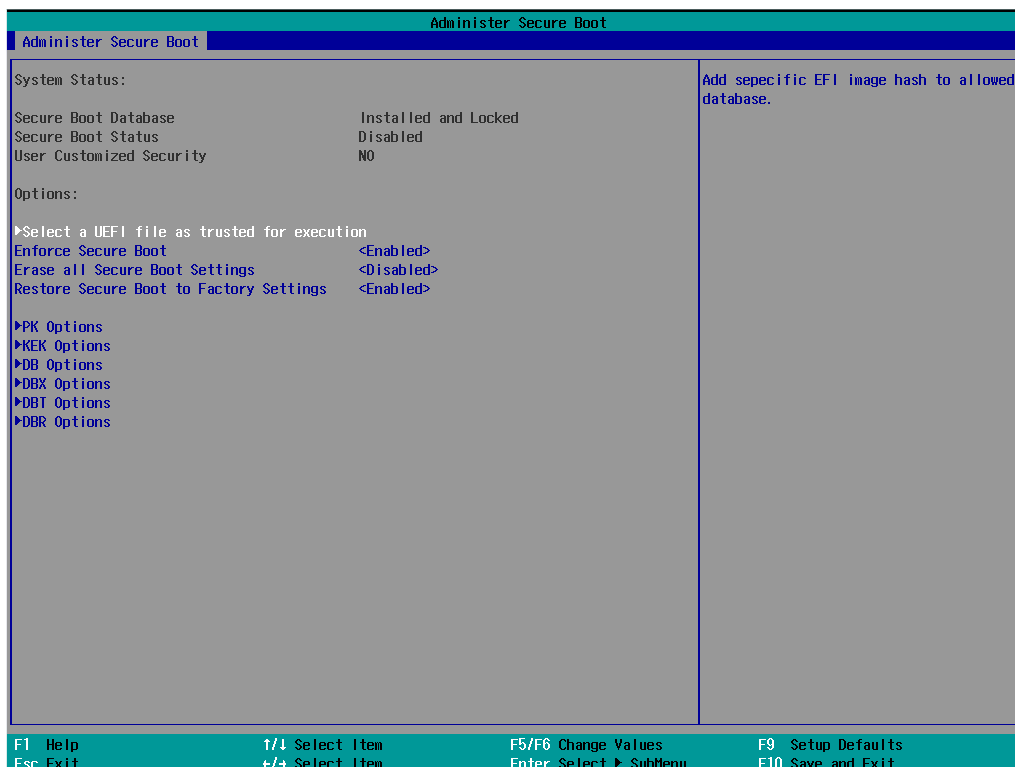 Administer Secure Boot
Administer Secure Boot
System Status:
Secure Boot Database Installed and Locked
Secure Boot Status Disabled
User Customized Security NO
Options:
▶Select a UEFI file as trusted for execution
Enforce Secure Boot <Enabled>
Erase all Secure Boot Settings <Disabled>
Restore Secure Boot to Factory Settings <Enabled>
▶PK Options
▶KEK Options
▶DB Options
▶DBX Options
▶DBT Options
▶DBR Options
Add sepecific EFI image hash to allowed
database.
F1 Help ↑/↓ Select Item F5/F6 Change Values F9 Setup Defaults
Esc Exit ←/→ Select Item Enter Select ▶ SubMenu F10 Save and Exit